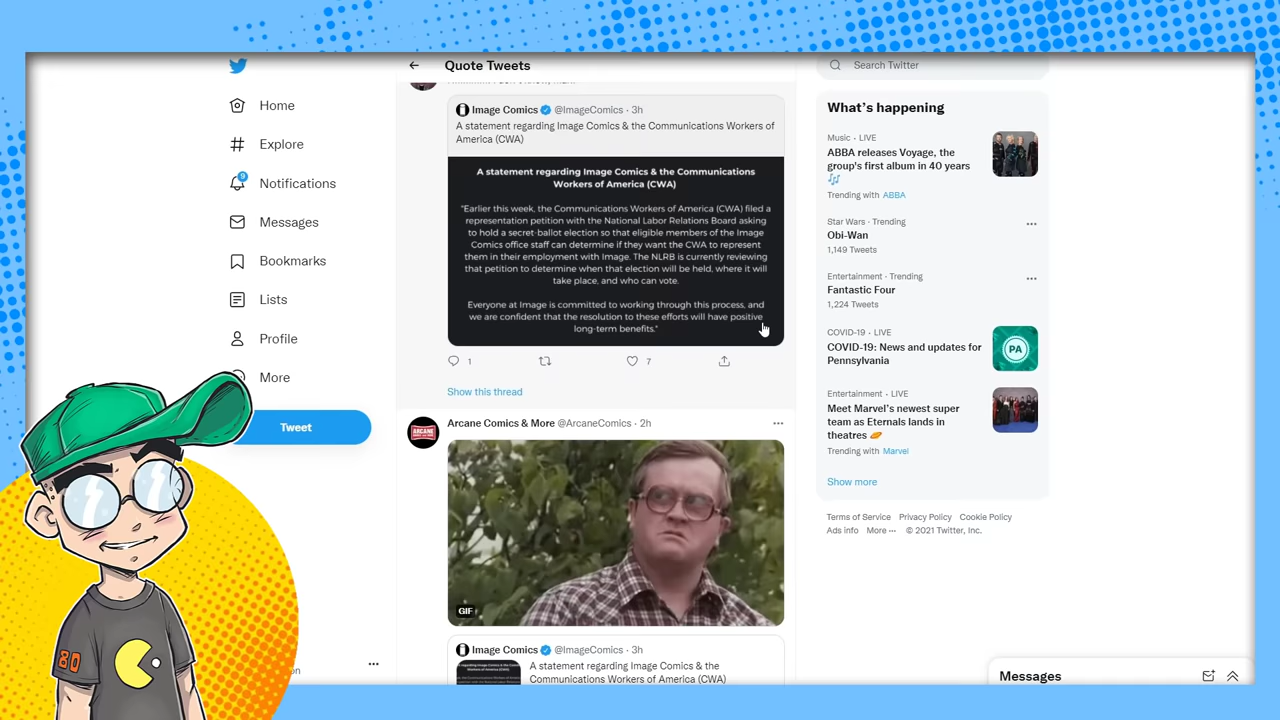 Quote Tweets
Search Twitter
Home
Explore
9
Notifications
Messages
Bookmarks
Lists
Profile
More
Tweet
Image Comics @ImageComics · 3h
A statement regarding Image Comics & the Communications Workers of
America (CWA)
A statement regarding Image Comics & the Communications
Workers of America (CWA)
"Earlier this week, the Communications Workers of America (CWA) filed a
representation petition with the National Labor Relations Board asking
to hold a secret-ballot election so that eligible members of the Image
Comics office staff can determine if they want the CWA to represent
them in their employment with Image. The NLRB is currently reviewing
that petition to determine when that election will be held, where it will
take place, and who can vote.
Everyone at Image is committed to working through this process, and
we are confident that the resolution to these efforts will have positive
long-term benefits."
1
7
Show this thread
Arcane Comics & More @ArcaneComics · 2h
ARCANE
GIF
Image Comics @ImageComics · 3h
A statement regarding Image Comics & the
Communications Workers of America (CWA)
What's happening
Music · LIVE
ABBA releases Voyage, the
group's first album in 40 years
Trending with ABBA
Star Wars · Trending
Obi-Wan
1,149 Tweets
Entertainment · Trending
Fantastic Four
1,224 Tweets
COVID-19 · LIVE
COVID-19: News and updates for
Pennsylvania
PA
Entertainment · LIVE
Meet Marvel's newest super
team as Eternals lands in
theatres
Trending with Marvel
Show more
Terms of Service Privacy Policy Cookie Policy
Ads info More ··· © 2021 Twitter, Inc.
Messages
80
on